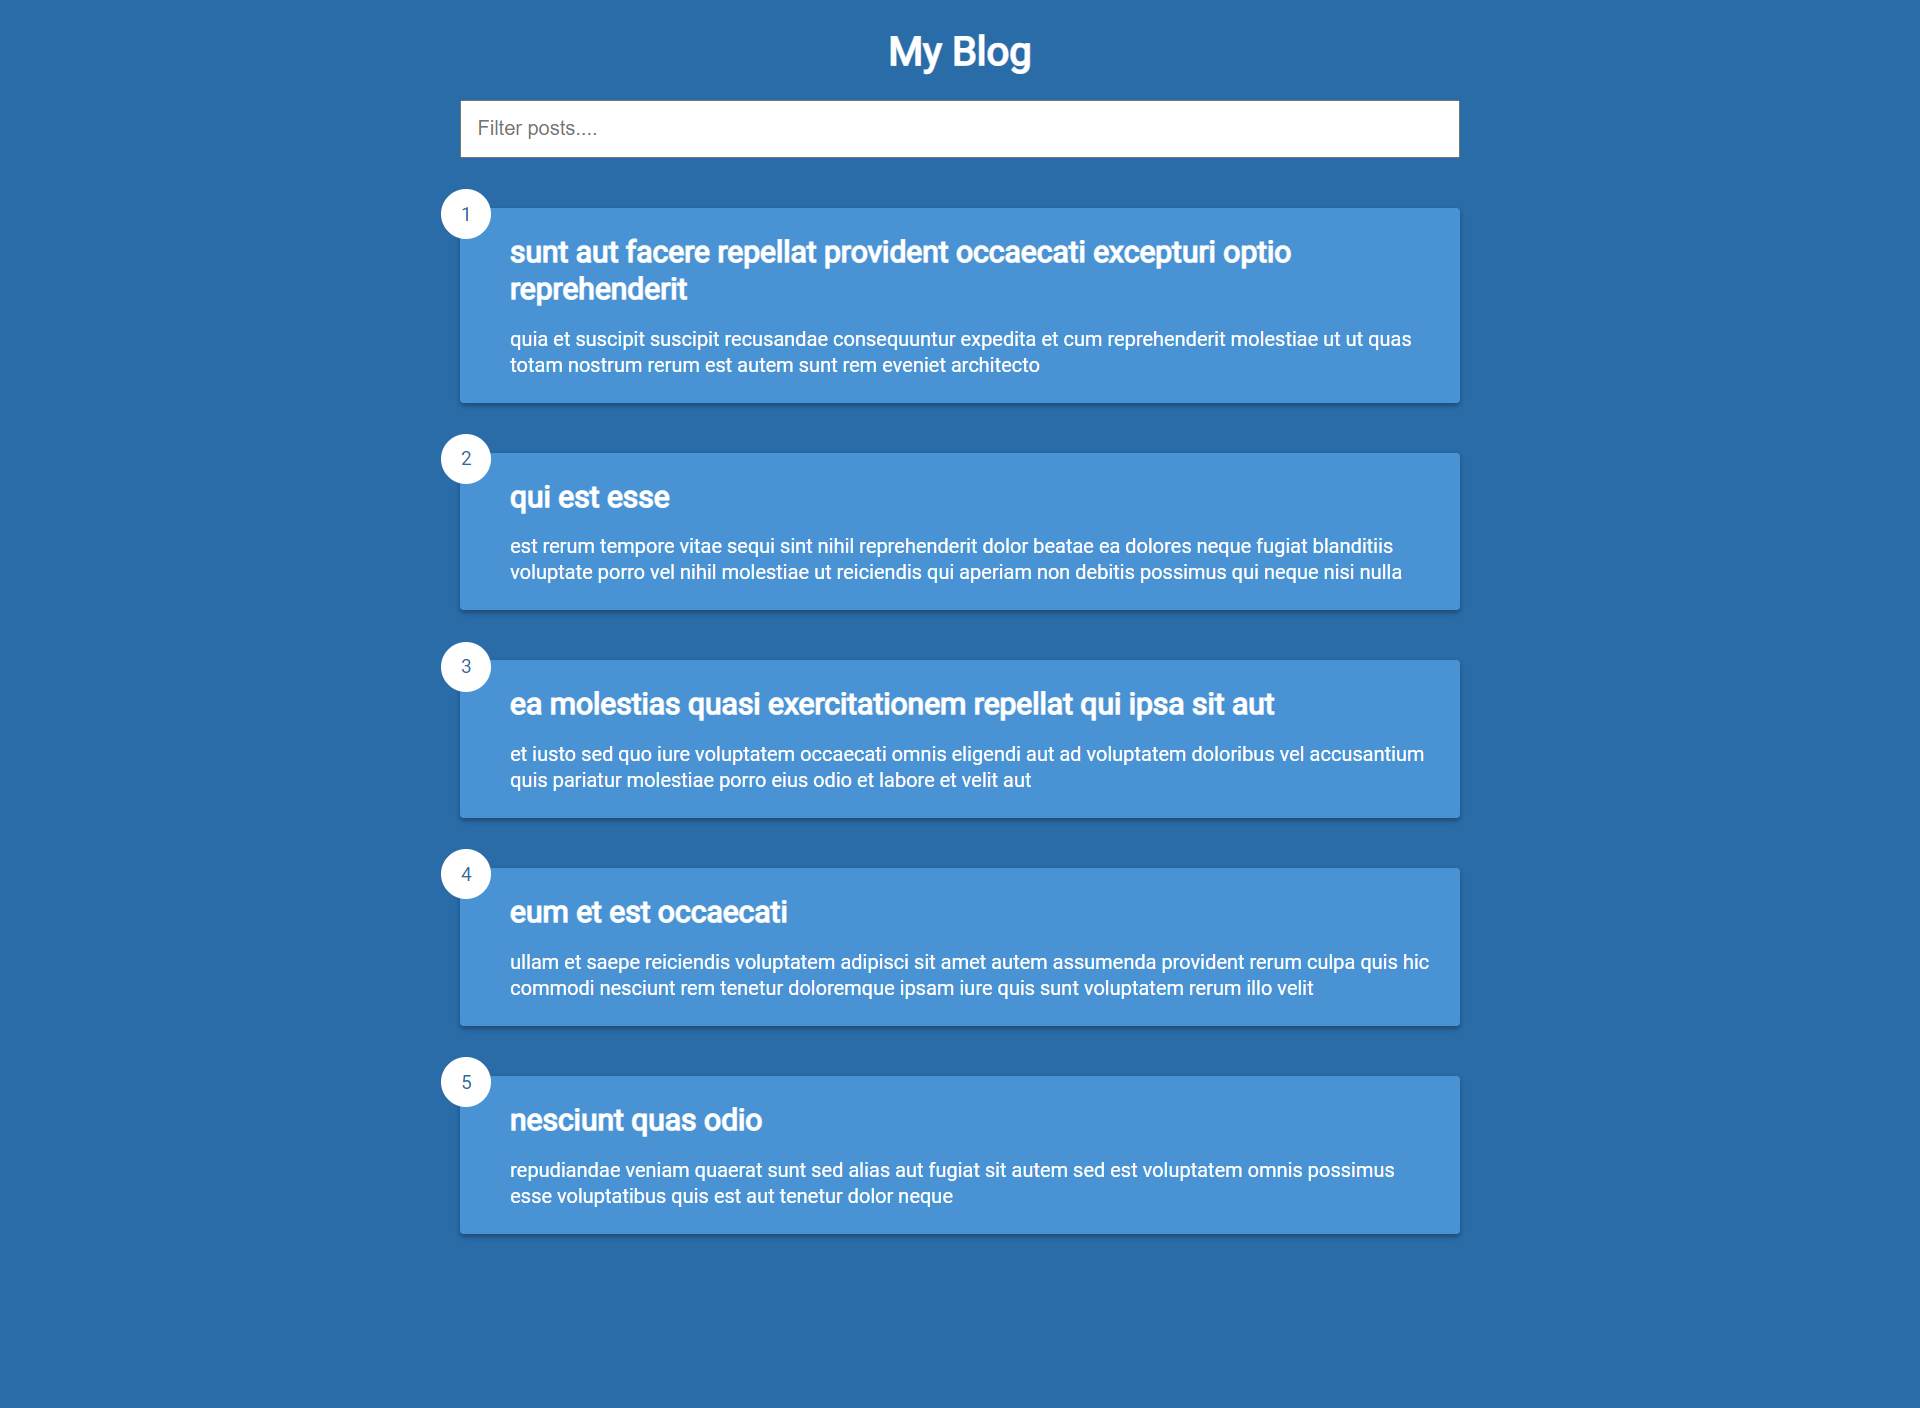 My Blog
Filter posts....
1
sunt aut facere repellat provident occaecati excepturi optio
reprehenderit
quia et suscipit suscipit recusandae consequuntur expedita et cum reprehenderit molestiae ut ut quas
totam nostrum rerum est autem sunt rem eveniet architecto
2
qui est esse
est rerum tempore vitae sequi sint nihil reprehenderit dolor beatae ea dolores neque fugiat blanditiis
voluptate porro vel nihil molestiae ut reiciendis qui aperiam non debitis possimus qui neque nisi nulla
3
ea molestias quasi exercitationem repellat qui ipsa sit aut
et iusto sed quo iure voluptatem occaecati omnis eligendi aut ad voluptatem doloribus vel accusantium
quis pariatur molestiae porro eius odio et labore et velit aut
4
eum et est occaecati
ullam et saepe reiciendis voluptatem adipisci sit amet autem assumenda provident rerum culpa quis hic
commodi nesciunt rem tenetur doloremque ipsam iure quis sunt voluptatem rerum illo velit
5
nesciunt quas odio
repudiandae veniam quaerat sunt sed alias aut fugiat sit autem sed est voluptatem omnis possimus
esse voluptatibus quis est aut tenetur dolor neque